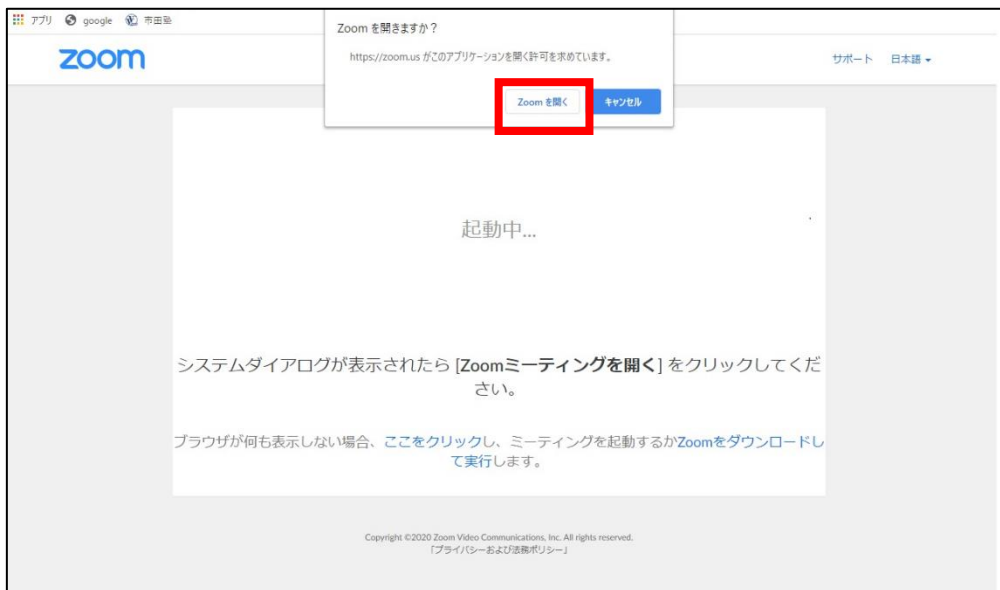 アプリ google 市田塾
Zoom を開きますか？
https://zoom.us がこのアプリケーションを開く許可を求めています。
Zoom を開く キャンセル
zoom
サポート 日本語
起動中...
システムダイアログが表示されたら [Zoomミーティングを開く] をクリックしてくだ
さい。
ブラウザが何も表示しない場合、ここをクリックし、ミーティングを起動するかZoomをダウンロードし
て実行します。
Copyright ©2020 Zoom Video Communications, Inc. All rights reserved.
「プライバシーおよび法務ポリシー」